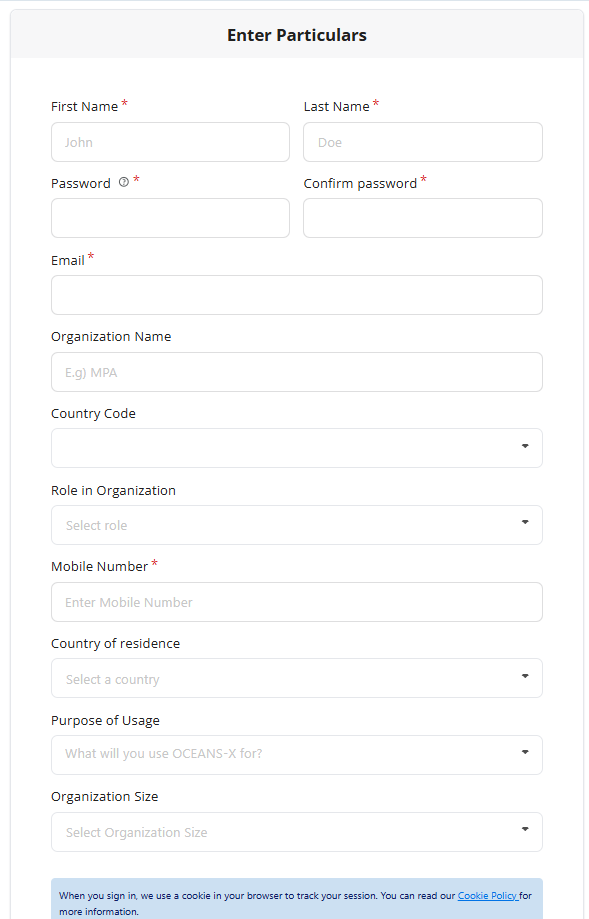 Enter Particulars
First Name *
Last Name *
John
Doe
Password ? *
Confirm password *
Email *
Organization Name
E.g) MPA
Country Code
Role in Organization
Select role
Mobile Number *
Enter Mobile Number
Country of residence
Select a country
Purpose of Usage
What will you use OCEANS-X for?
Organization Size
Select Organization Size
When you sign in, we use a cookie in your browser to track your session. You can read our Cookie Policy for
more information.